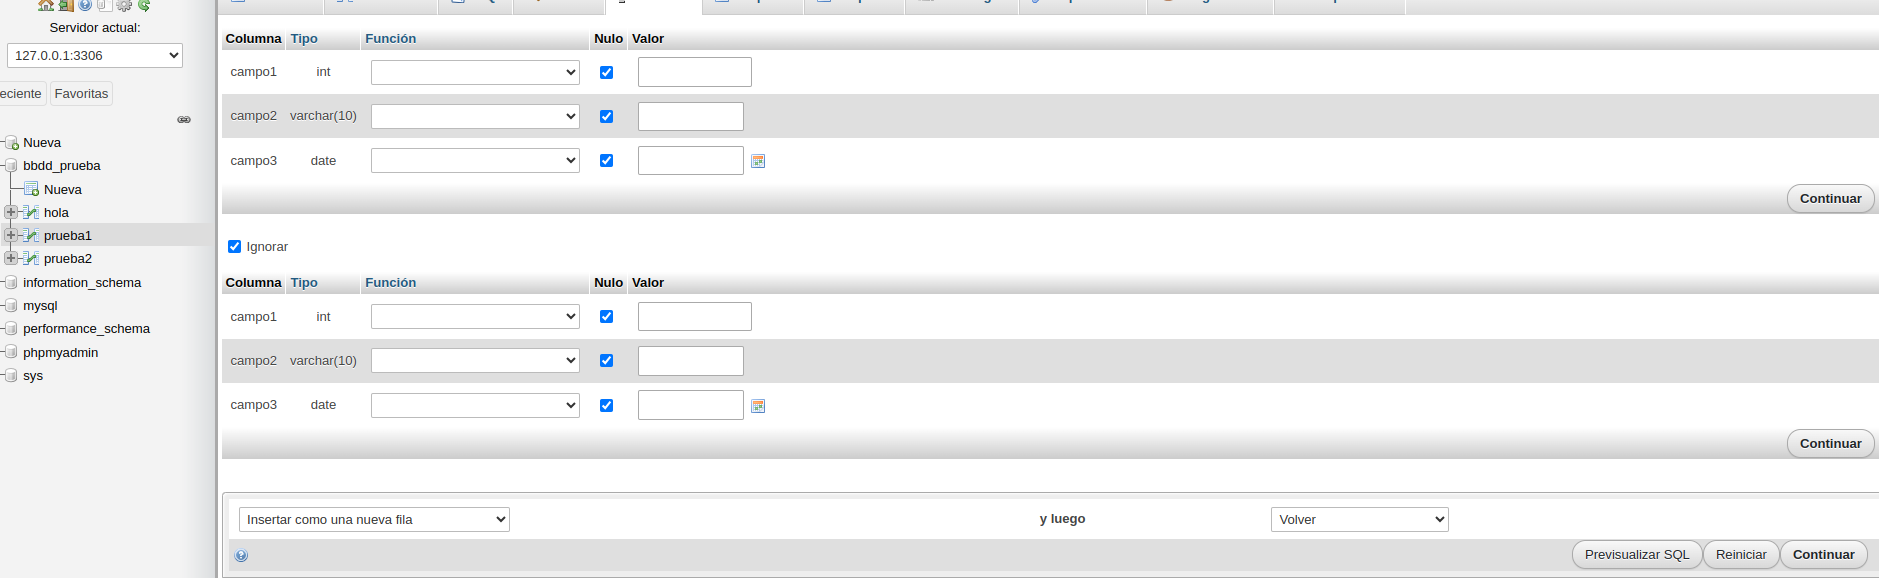 Servidor actual:
127.0.0.1:3306
eciente Favoritas
Nueva
bbdd_prueba
Nueva
hola
prueba1
prueba2
information_schema
mysql
performance_schema
phpmyadmin
sys
Columna Tipo Función Nulo Valor
campo1 int
campo2 varchar(10)
campo3 date
Continuar
Ignorar
Columna Tipo Función Nulo Valor
campo1 int
campo2 varchar(10)
campo3 date
Continuar
Insertar como una nueva fila y luego Volver
Previsualizar SQL Reiniciar Continuar